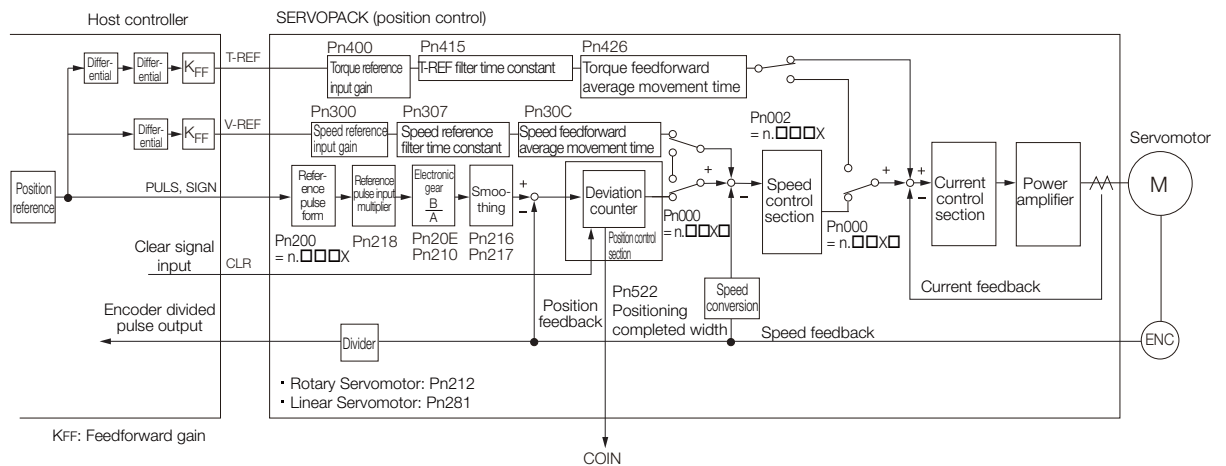 Host controller
SERVOPACK (position control)
Differ-
ential
Differ-
ential
KFF
T-REF
Pn400
Torque reference
input gain
Pn415
T-REF filter time constant
Pn426
Torque feedforward
average movement time
Differ-
ential
KFF
V-REF
Pn300
Speed reference
input gain
Pn307
Speed reference
filter time constant
Pn30C
Speed feedforward
average movement time
Pn002
= n.□□□X
Servomotor
Position
reference
PULS, SIGN
Refer-
ence
pulse
form
Reference
pulse input
multiplier
Electronic
gear
B
A
Smoo-
thing
+
−
Deviation
counter
Position control
section
+
+
−
Speed
control
section
+
+
+
−
Current
control
section
Power
amplifier
M
Pn200
= n.□□□X
Pn218
Pn20E
Pn210
Pn216
Pn217
Pn000
= n.□□X□
Pn000
= n.□□X□
Clear signal
input
CLR
Encoder divided
pulse output
Position
feedback
Pn522
Positioning
completed width
Speed
conversion
Current feedback
Speed feedback
ENC
Divider
• Rotary Servomotor: Pn212
• Linear Servomotor: Pn281
KFF: Feedforward gain
COIN